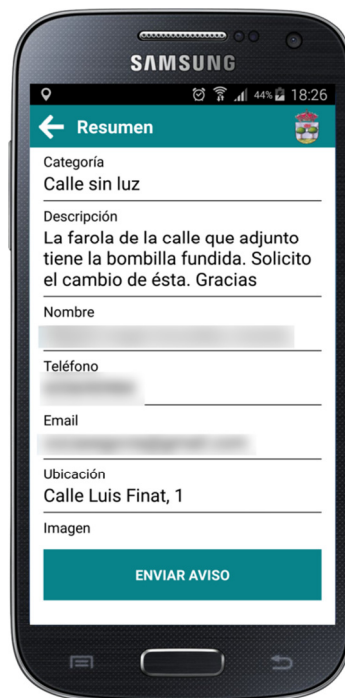 SAMSUNG
44% 18:26
Resumen
Categoría
Calle sin luz
Descripción
La farola de la calle que adjunto
tiene la bombilla fundida. Solicito
el cambio de ésta. Gracias
Nombre
Teléfono
Email
Ubicación
Calle Luis Finat, 1
Imagen
ENVIAR AVISO